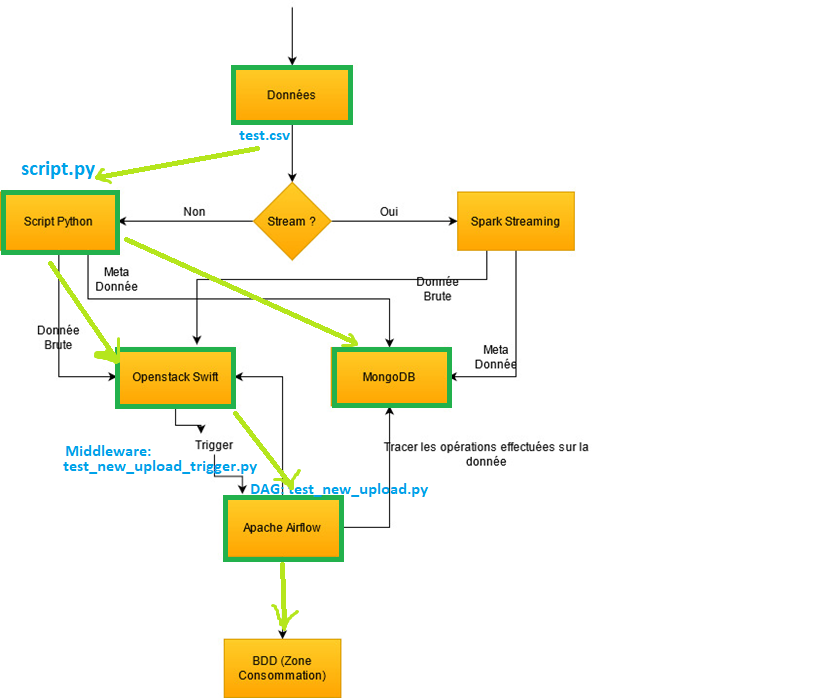 Données
test.csv
script.py
Script Python
Non
Stream ?
Oui
Spark Streaming
Meta
Donnée
Donnée
Brute
Donnée
Brute
Meta
Donnée
Openstack Swift
MongoDB
Trigger
Middleware:
test_new_upload_trigger.py
Tracer les opérations effectuées sur la
donnée
DAG: test_new_upload.py
Apache Airflow
BDD (Zone
Consommation)